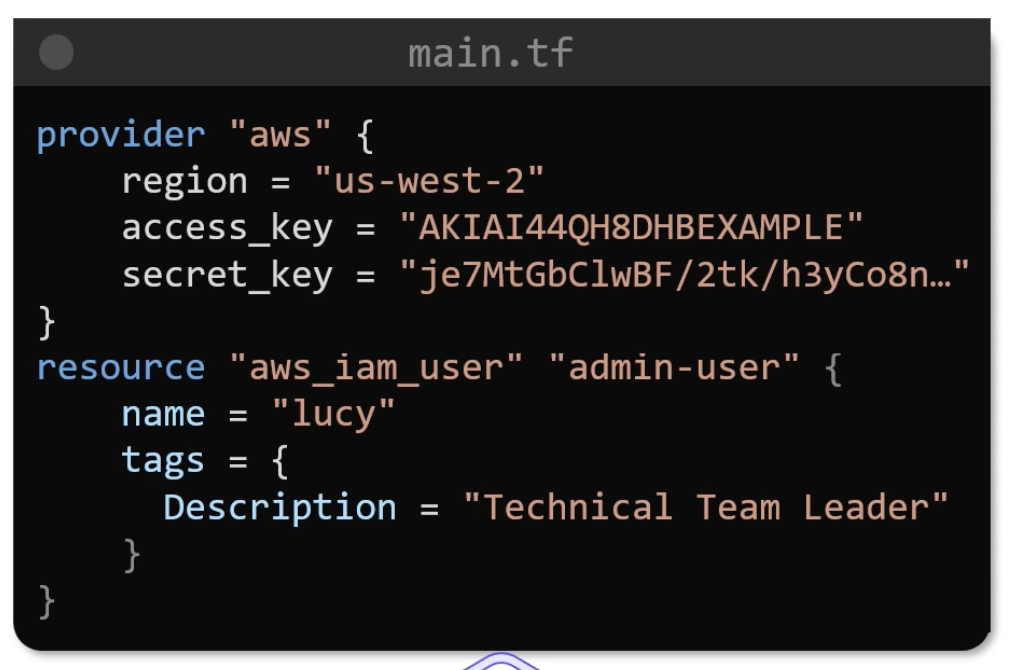 main.tf
provider "aws" {
    region = "us-west-2"
    access_key = "AKIAI44QH8DHBEXAMPLE"
    secret_key = "je7MtGbClwBF/2tk/h3yCo8n…"
}
resource "aws_iam_user" "admin-user" {
    name = "lucy"
    tags = {
      Description = "Technical Team Leader"
    }
}